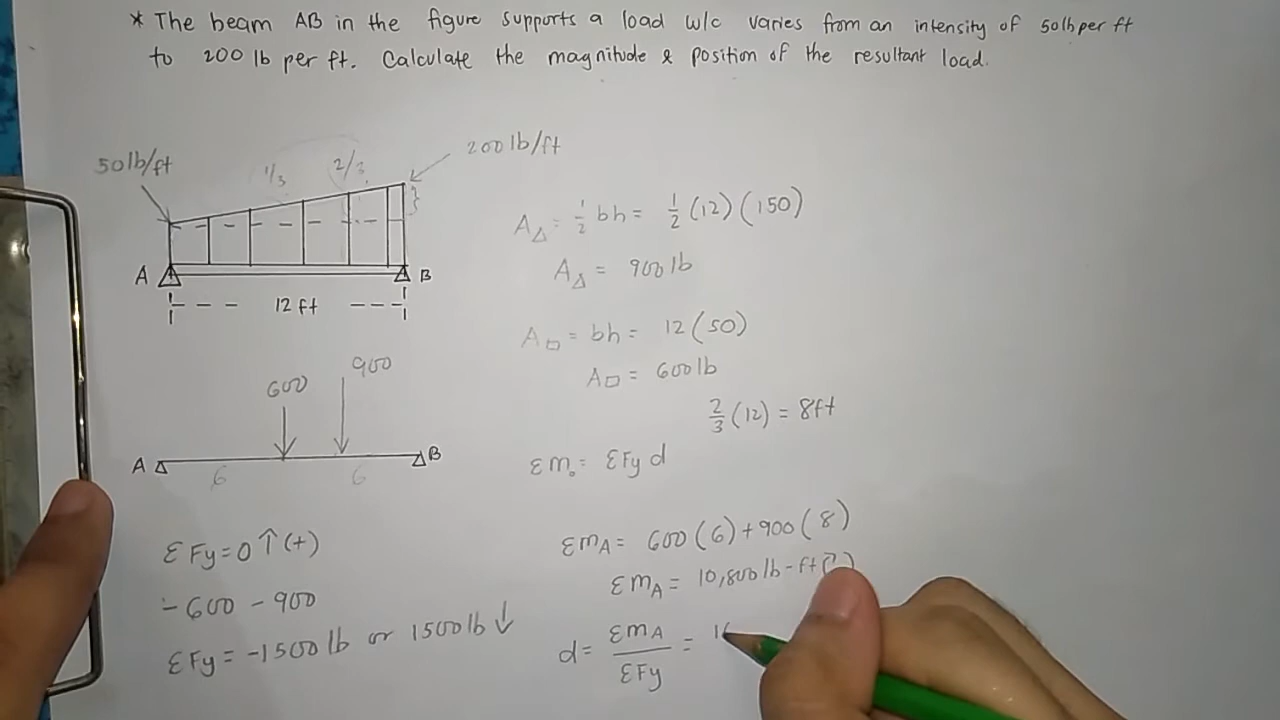 * The beam AB in the figure supports a load w/c varies from an intensity of 50lb per ft
to 200 lb per ft. Calculate the magnitude & position of the resultant load.
50lb/ft
1/3
2/3
200 lb/ft
A
B
12 ft
A△ = 1/2 bh = 1/2 (12)(150)
A△ = 900 lb
A□ = bh = 12(50)
A□ = 600 lb
2/3 (12) = 8ft
600
900
A
B
6
6
ΣMo = ΣFy d
ΣFy = 0 ↑(+)
-600 - 900
ΣFy = -1500 lb or 1500 lb ↓
ΣMA = 600(6) + 900(8)
ΣMA = 10,800 lb-ft
d = ΣMA / ΣFy =